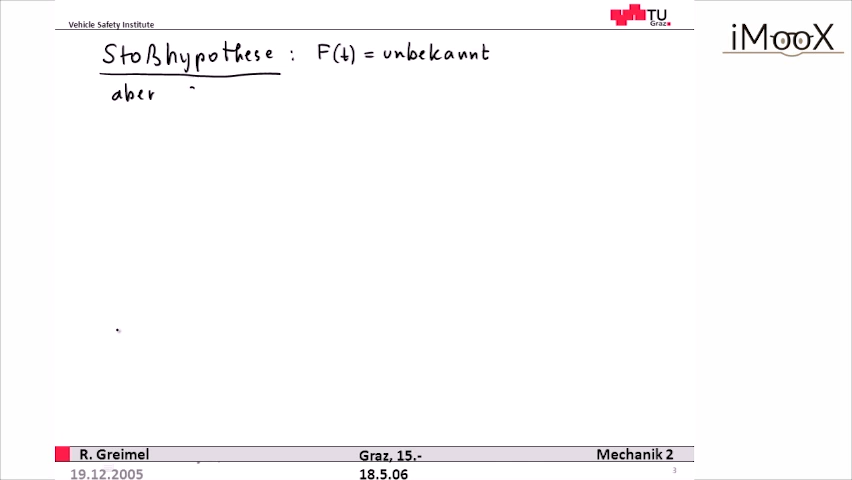 Vehicle Safety Institute
TU
Graz
iMooX
Stoßhypothese : F(t) = unbekannt
aber
R. Greimel
Graz, 15.-
Mechanik 2
19.12.2005
18.5.06
3